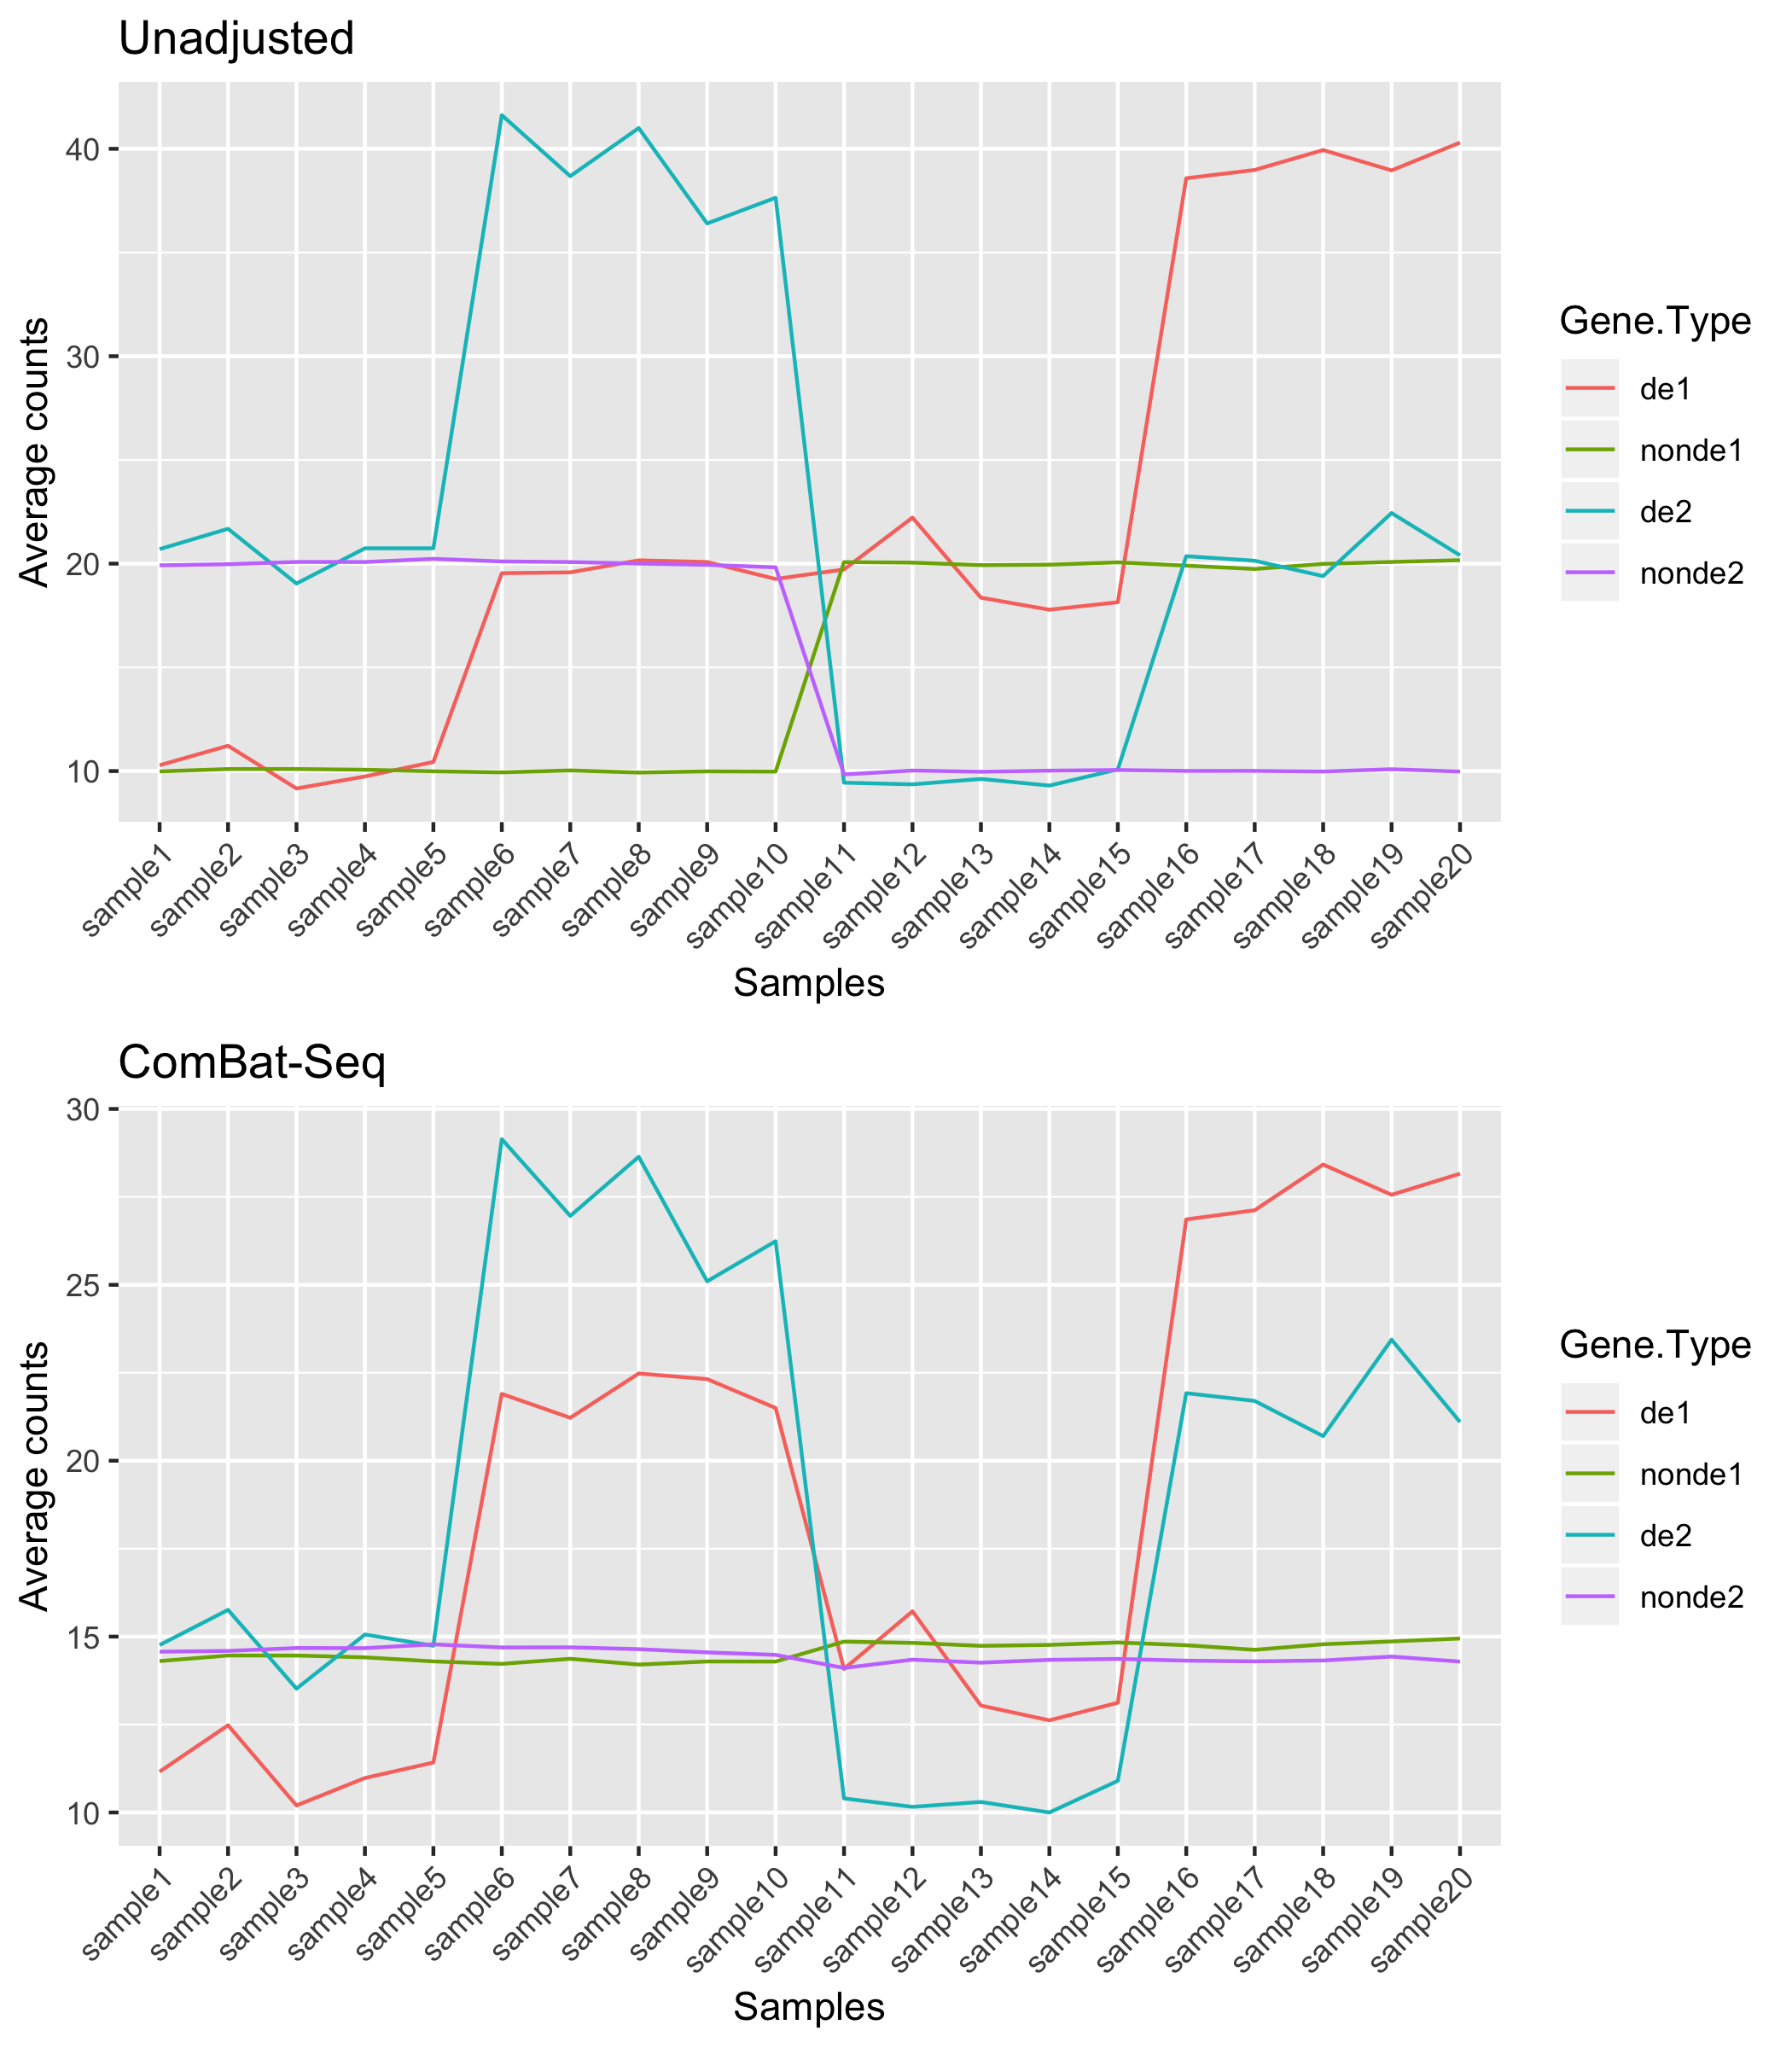 Unadjusted
40
30
20
10
Average counts
sample1
sample2
sample3
sample4
sample5
sample6
sample7
sample8
sample9
sample10
sample11
sample12
sample13
sample14
sample15
sample16
sample17
sample18
sample19
sample20
Samples
Gene.Type
de1
nonde1
de2
nonde2
ComBat-Seq
30
25
20
15
10
Average counts
sample1
sample2
sample3
sample4
sample5
sample6
sample7
sample8
sample9
sample10
sample11
sample12
sample13
sample14
sample15
sample16
sample17
sample18
sample19
sample20
Samples
Gene.Type
de1
nonde1
de2
nonde2